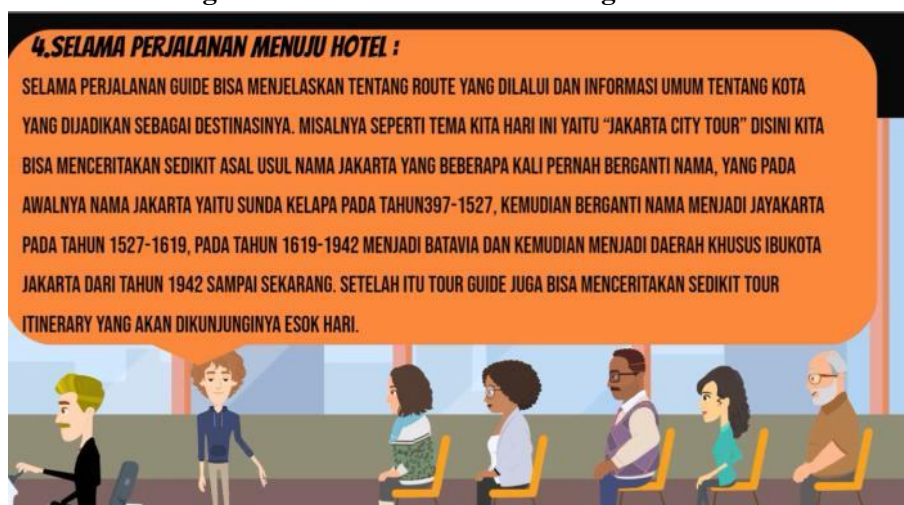 4.SELAMA PERJALANAN MENUJU HOTEL :
SELAMA PERJALANAN GUIDE BISA MENJELASKAN TENTANG ROUTE YANG DILALUI DAN INFORMASI UMUM TENTANG KOTA
YANG DIJADIKAN SEBAGAI DESTINASINYA. MISALNYA SEPERTI TEMA KITA HARI INI YAITU “JAKARTA CITY TOUR” DISINI KITA
BISA MENCERITAKAN SEDIKIT ASAL USUL NAMA JAKARTA YANG BEBERAPA KALI PERNAH BERGANTI NAMA, YANG PADA
AWALNYA NAMA JAKARTA YAITU SUNDA KELAPA PADA TAHUN397-1527, KEMUDIAN BERGANTI NAMA MENJADI JAYAKARTA
PADA TAHUN 1527-1619, PADA TAHUN 1619-1942 MENJADI BATAVIA DAN KEMUDIAN MENJADI DAERAH KHUSUS IBUKOTA
JAKARTA DARI TAHUN 1942 SAMPAI SEKARANG. SETELAH ITU TOUR GUIDE JUGA BISA MENCERITAKAN SEDIKIT TOUR
ITINERARY YANG AKAN DIKUNJUNGINYA ESOK HARI.